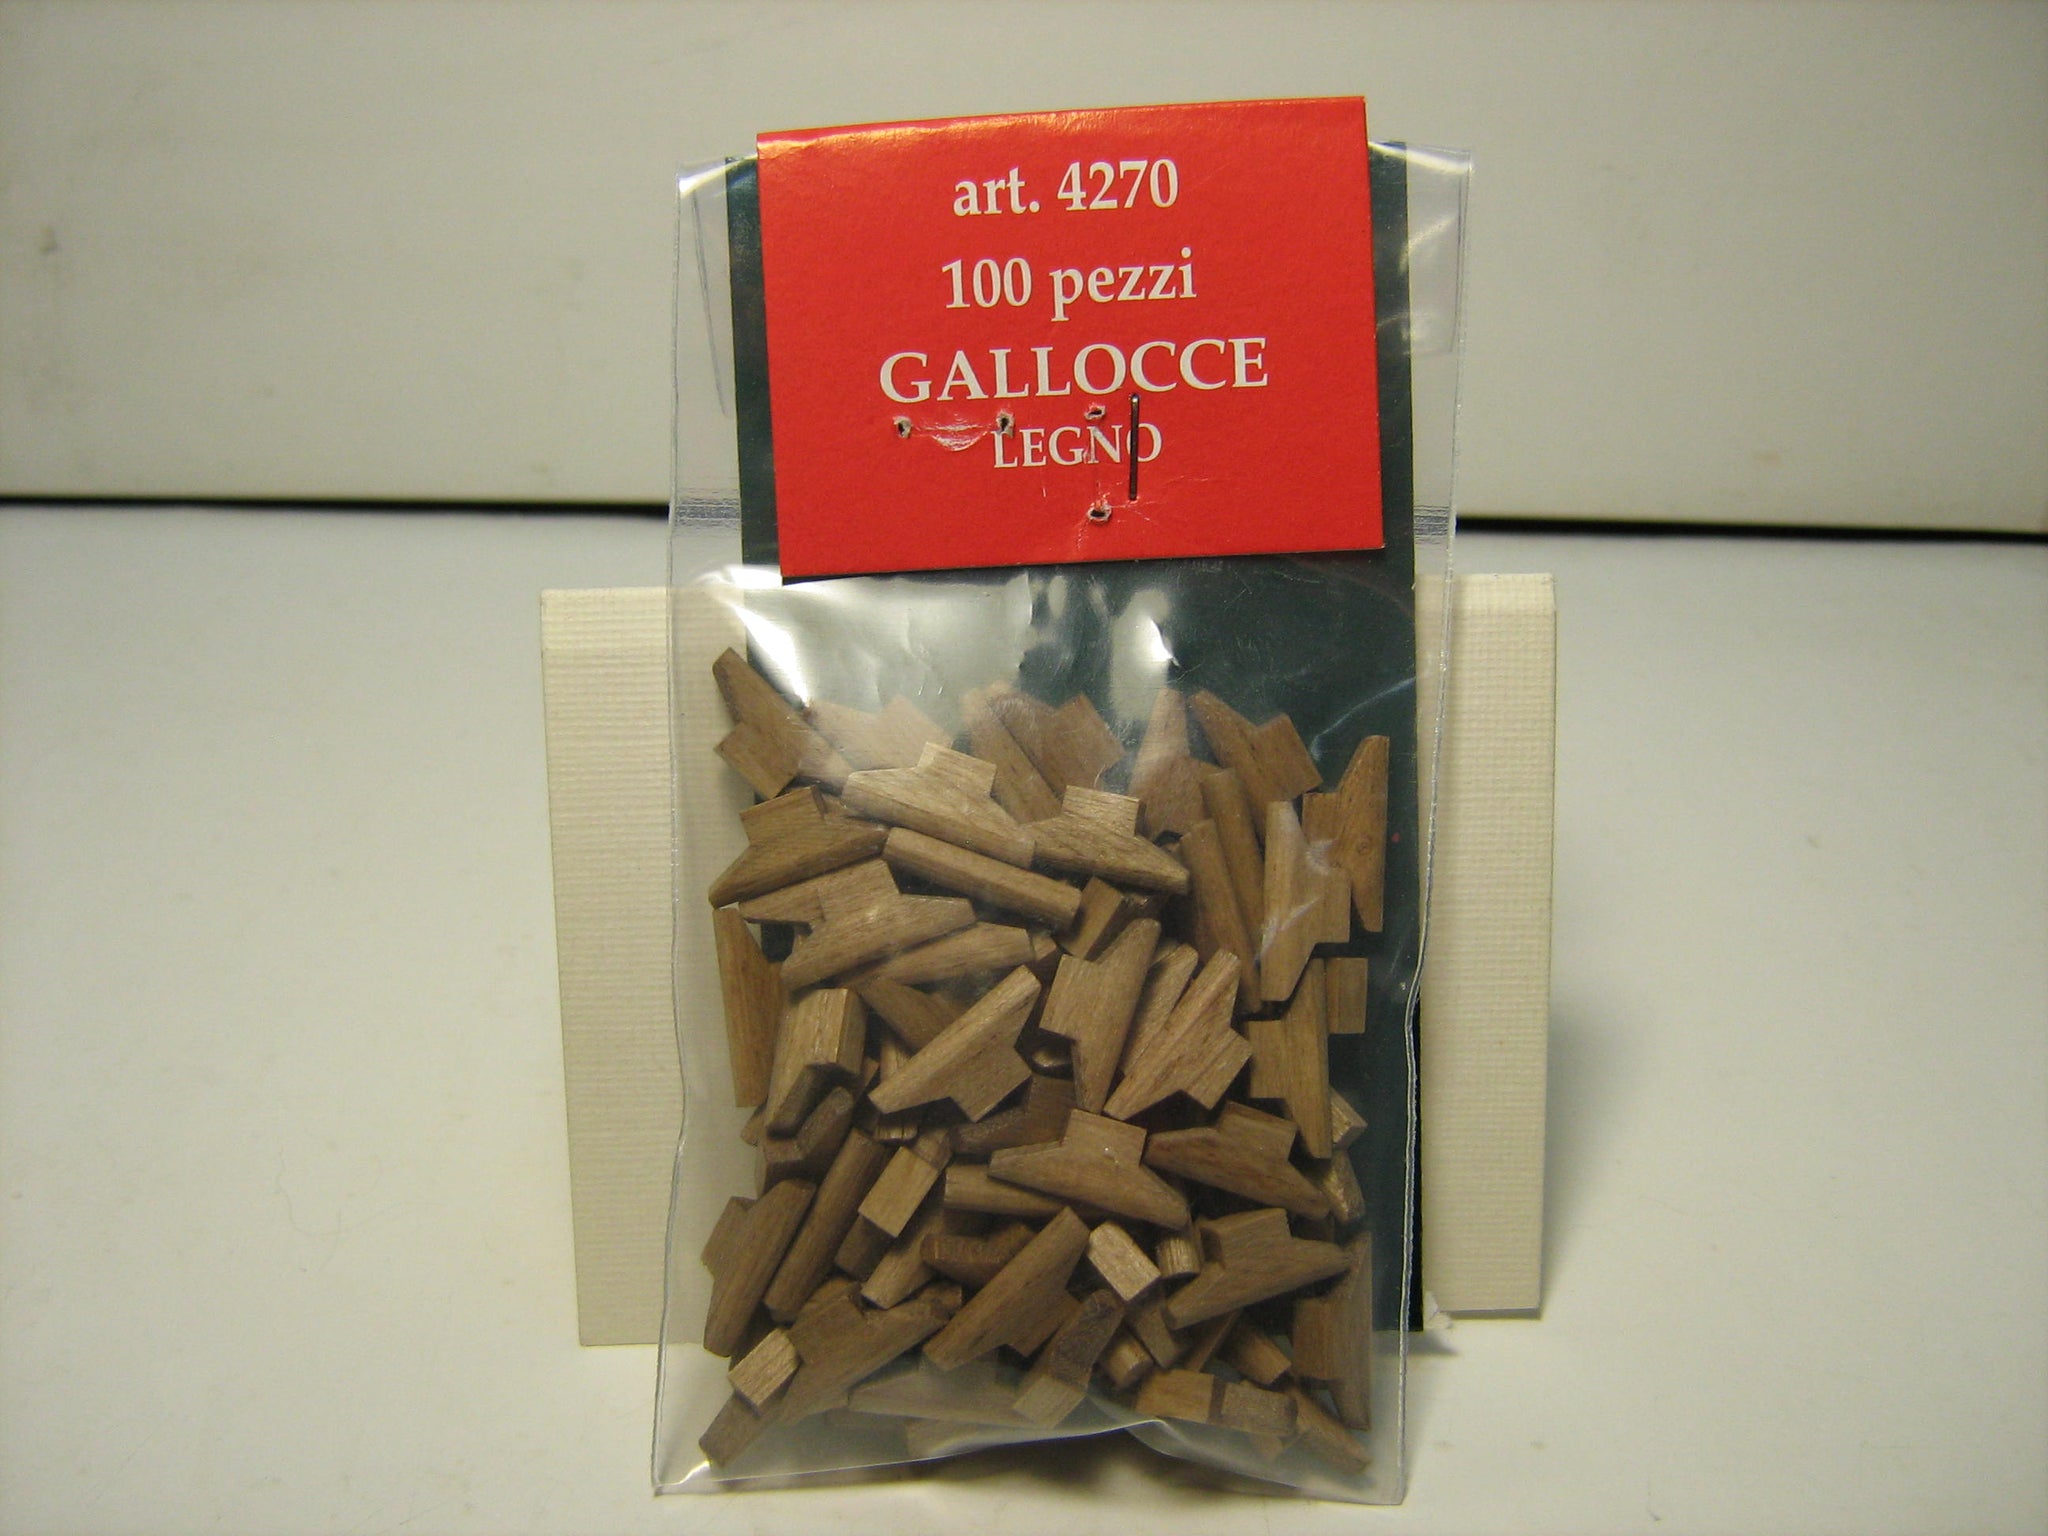 art. 4270
100 pezzi
GALLOCCE
LEGNO